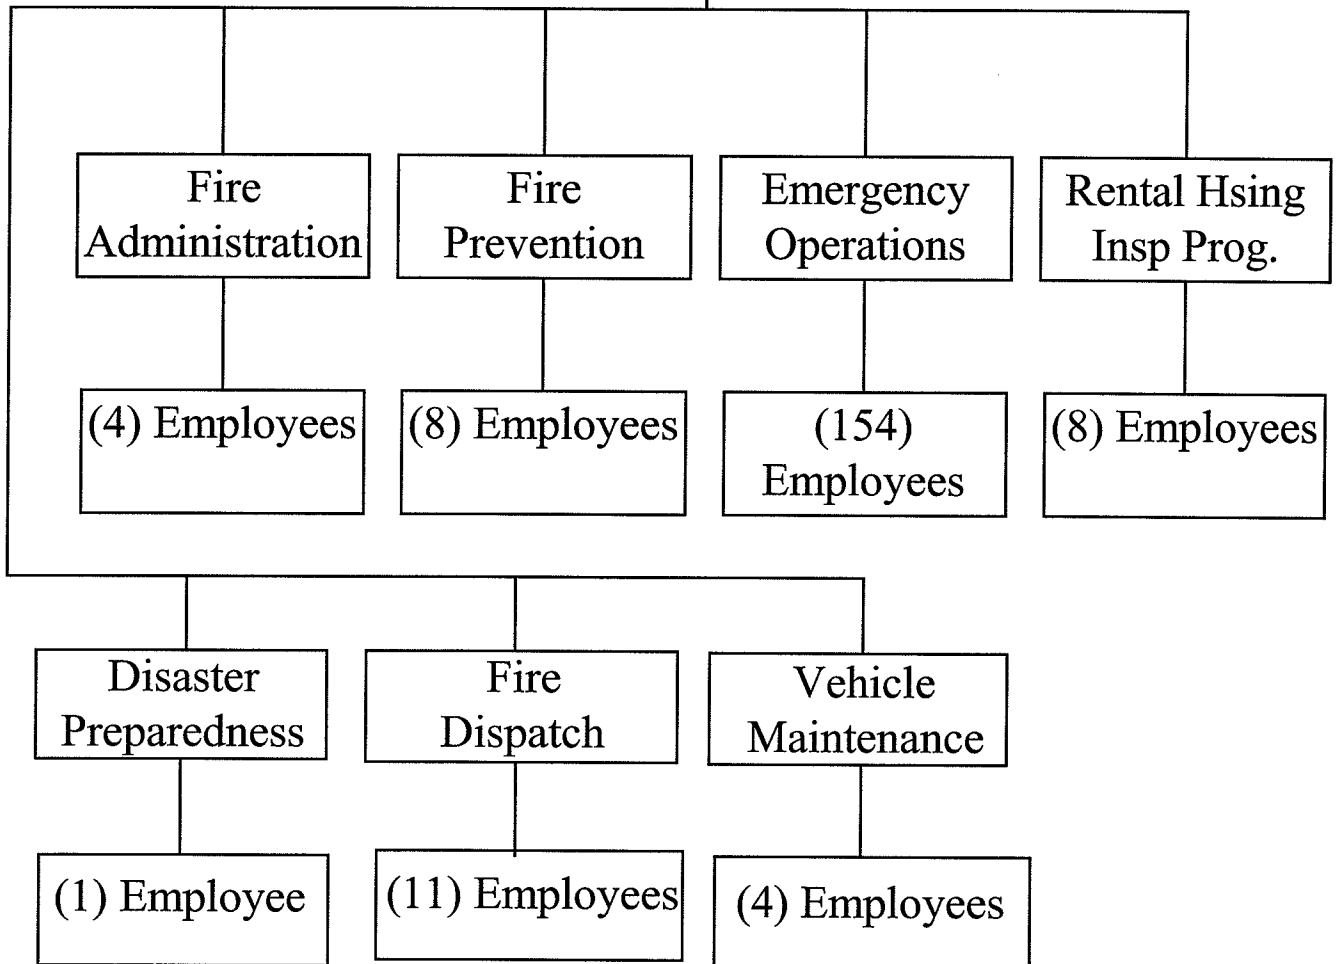 Fire
Administration
Fire
Prevention
Emergency
Operations
Rental Hsing
Insp Prog.
(4) Employees
(8) Employees
(154)
Employees
(8) Employees
Disaster
Preparedness
Fire
Dispatch
Vehicle
Maintenance
(1) Employee
(11) Employees
(4) Employees